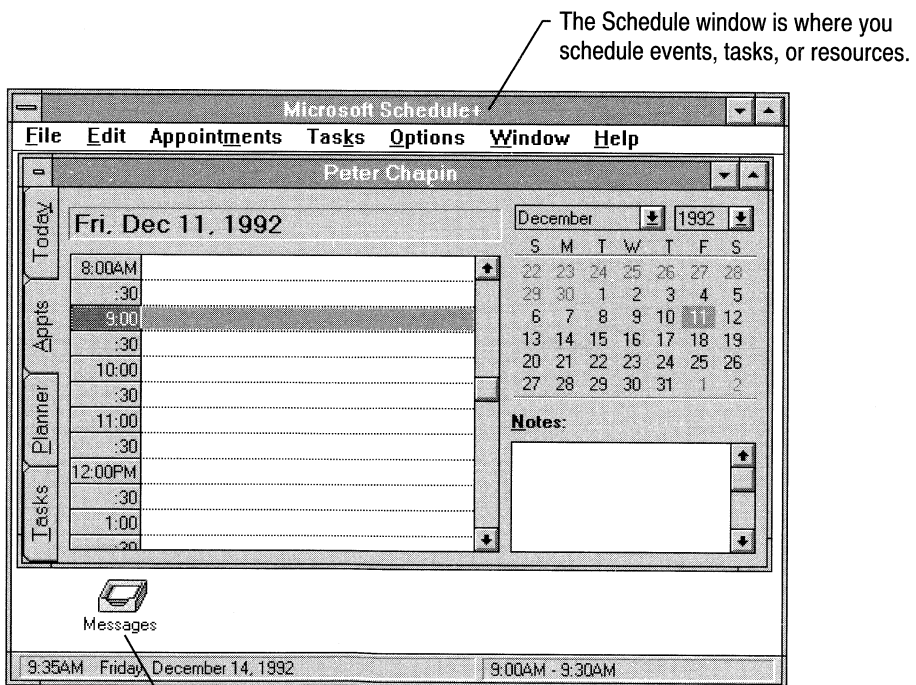 The Schedule window is where you
schedule events, tasks, or resources.
Microsoft Schedule+
File Edit Appointments Tasks Options Window Help
Peter Chapin
Today
Appts
Planner
Tasks
Fri, Dec 11, 1992
8:00AM
:30
9:00
:30
10:00
:30
11:00
:30
12:00PM
:30
1:00
:30
December 1992
S M T W T F S
22 23 24 25 26 27 28
29 30 1 2 3 4 5
6 7 8 9 10 11 12
13 14 15 16 17 18 19
20 21 22 23 24 25 26
27 28 29 30 31 1 2
Notes:
Messages
9:35AM Friday, December 14, 1992 9:00AM - 9:30AM